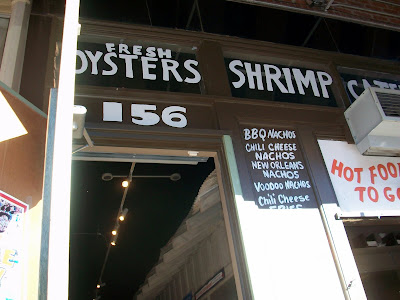 FRESH
OYSTERS
SHRIMP
156
BBQ NACHOS
CHILI CHEESE
NACHOS
NEW ORLEANS
NACHOS
VOODOO NACHOS
Chili Cheese
FRIES
HOT FOOD
TO GO